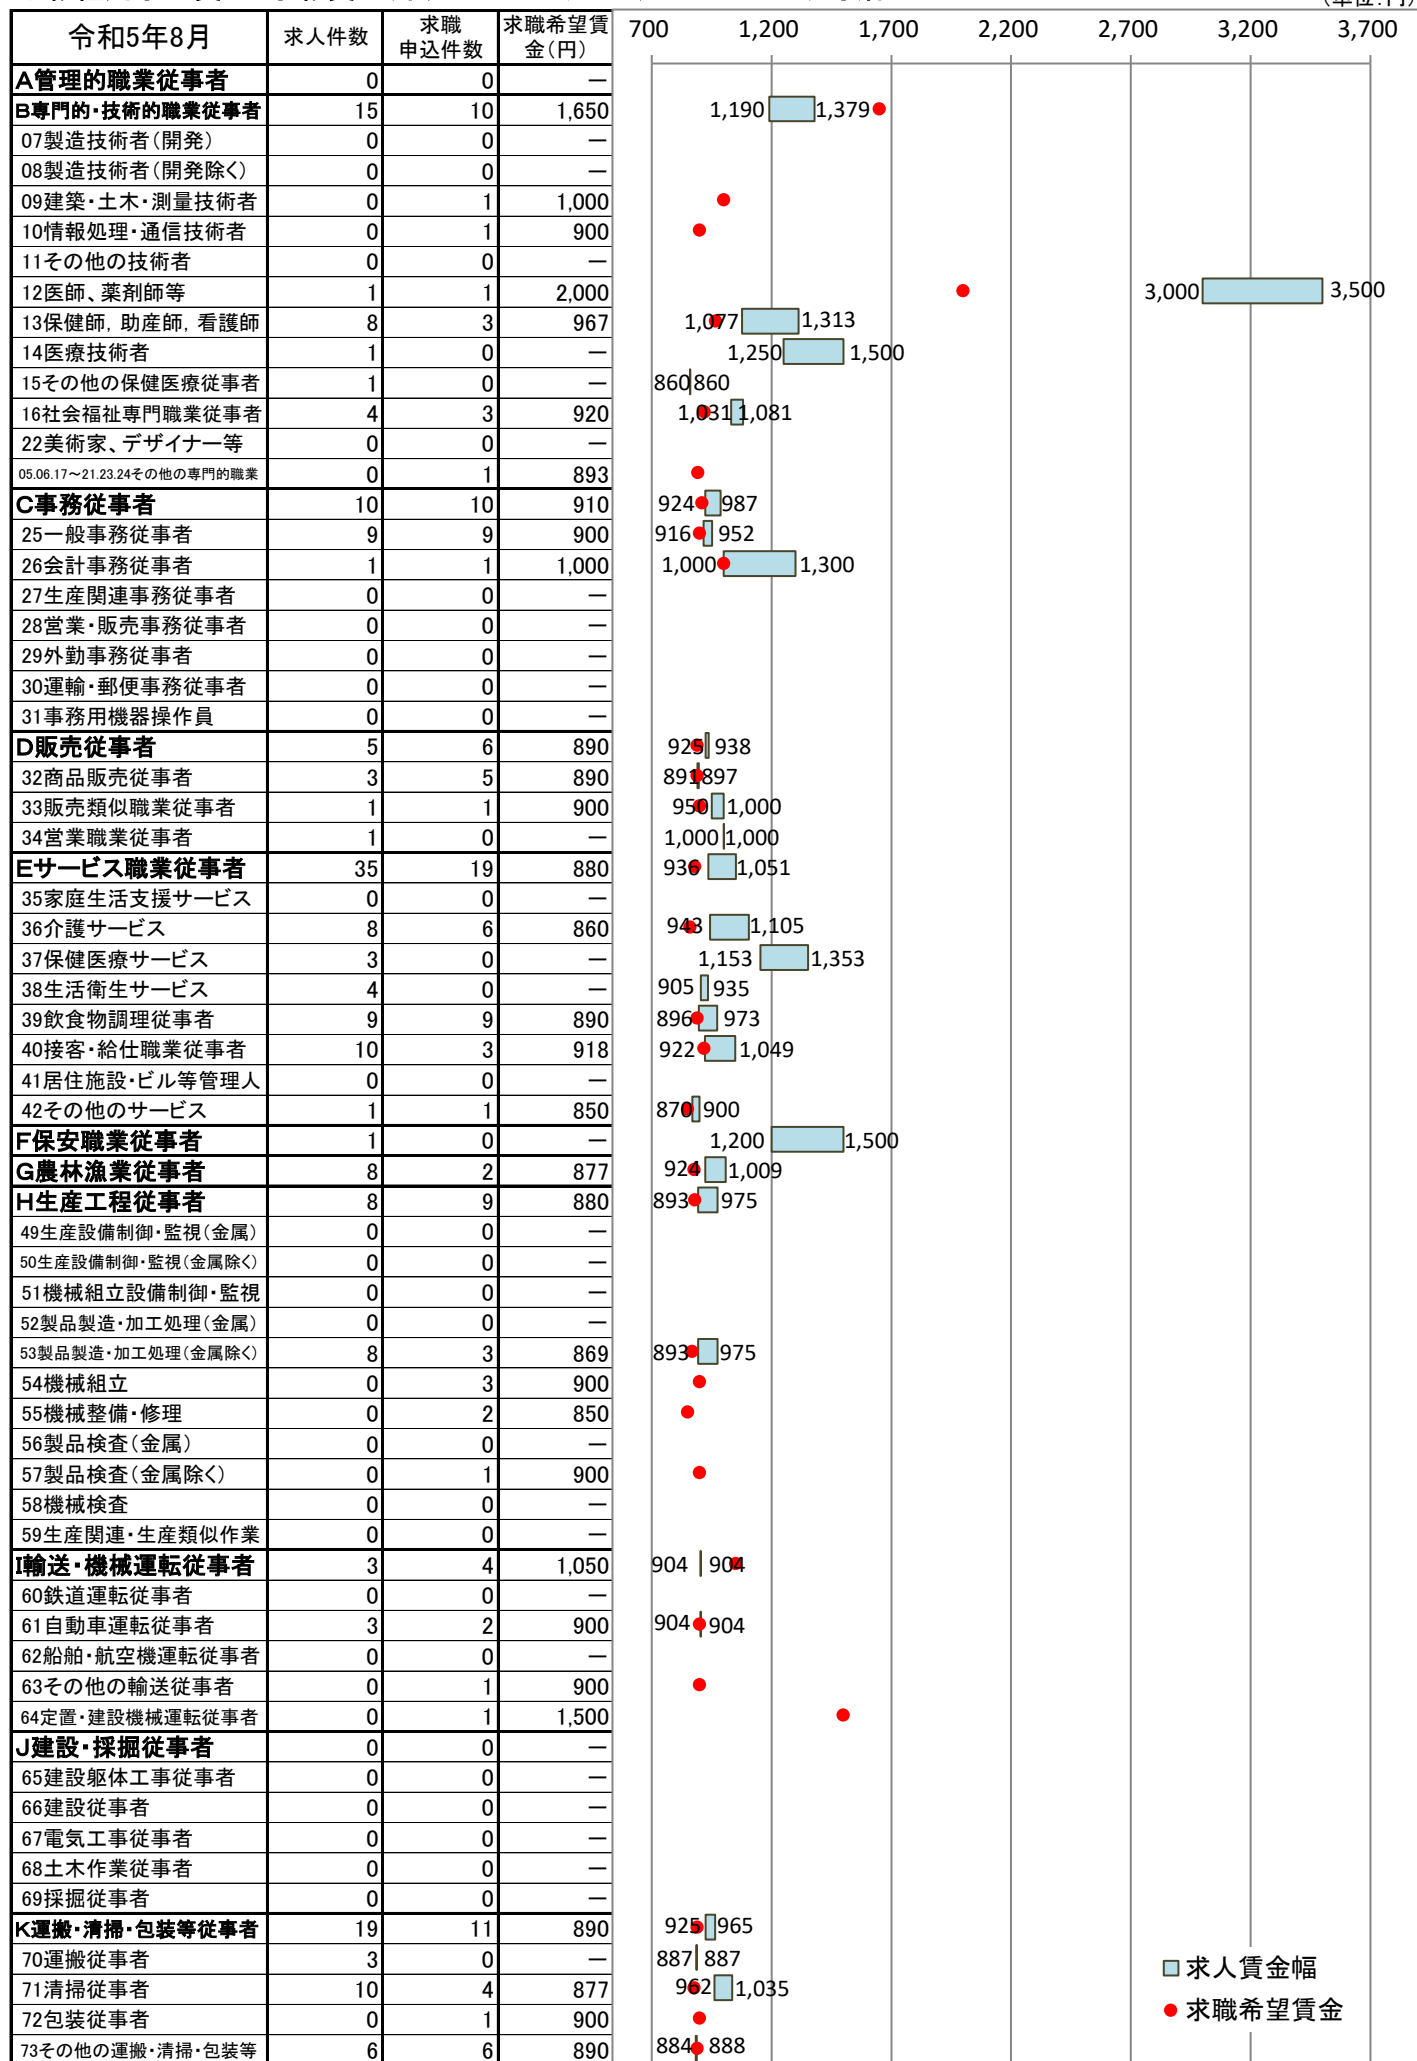 (単位:円)
令和5年8月 求人件数 求職申込件数 求職希望賃金(円) 700 1,200 1,700 2,200 2,700 3,200 3,700
A管理的職業従事者 0 0 ―
B専門的・技術的職業従事者 15 10 1,650 1,190 1,379
07製造技術者(開発) 0 0 ―
08製造技術者(開発除く) 0 0 ―
09建築・土木・測量技術者 0 1 1,000
10情報処理・通信技術者 0 1 900
11その他の技術者 0 0 ―
12医師、薬剤師等 1 1 2,000 3,000 3,500
13保健師,助産師,看護師 8 3 967 1,077 1,313
14医療技術者 1 0 ― 1,250 1,500
15その他の保健医療従事者 1 0 ― 860 860
16社会福祉専門職業従事者 4 3 920 1,031 1,081
22美術家、デザイナー等 0 0 ―
05.06.17～21.23.24その他の専門的職業 0 1 893
C事務従事者 10 10 910 924 987
25一般事務従事者 9 9 900 916 952
26会計事務従事者 1 1 1,000 1,000 1,300
27生産関連事務従事者 0 0 ―
28営業・販売事務従事者 0 0 ―
29外勤事務従事者 0 0 ―
30運輸・郵便事務従事者 0 0 ―
31事務用機器操作員 0 0 ―
D販売従事者 5 6 890 925 938
32商品販売従事者 3 5 890 891 897
33販売類似職業従事者 1 1 900 950 1,000
34営業職業従事者 1 0 ― 1,000 1,000
Eサービス職業従事者 35 19 880 936 1,051
35家庭生活支援サービス 0 0 ―
36介護サービス 8 6 860 943 1,105
37保健医療サービス 3 0 ― 1,153 1,353
38生活衛生サービス 4 0 ― 905 935
39飲食物調理従事者 9 9 890 896 973
40接客・給仕職業従事者 10 3 918 922 1,049
41居住施設・ビル等管理人 0 0 ―
42その他のサービス 1 1 850 870 900
F保安職業従事者 1 0 ― 1,200 1,500
G農林漁業従事者 8 2 877 924 1,009
H生産工程従事者 8 9 880 893 975
49生産設備制御・監視(金属) 0 0 ―
50生産設備制御・監視(金属除く) 0 0 ―
51機械組立設備制御・監視 0 0 ―
52製品製造・加工処理(金属) 0 0 ―
53製品製造・加工処理(金属除く) 8 3 869 893 975
54機械組立 0 3 900
55機械整備・修理 0 2 850
56製品検査(金属) 0 0 ―
57製品検査(金属除く) 0 1 900
58機械検査 0 0 ―
59生産関連・生産類似作業 0 0 ―
I輸送・機械運転従事者 3 4 1,050 904 904
60鉄道運転従事者 0 0 ―
61自動車運転従事者 3 2 900 904 904
62船舶・航空機運転従事者 0 0 ―
63その他の輸送従事者 0 1 900
64定置・建設機械運転従事者 0 1 1,500
J建設・採掘従事者 0 0 ―
65建設躯体工事従事者 0 0 ―
66建設従事者 0 0 ―
67電気工事従事者 0 0 ―
68土木作業従事者 0 0 ―
69採掘従事者 0 0 ―
K運搬・清掃・包装等従事者 19 11 890 925 965
70運搬従事者 3 0 ― 887 887
71清掃従事者 10 4 877 962 1,035
72包装従事者 0 1 900
73その他の運搬・清掃・包装等 6 6 890 884 888
求人賃金幅
求職希望賃金